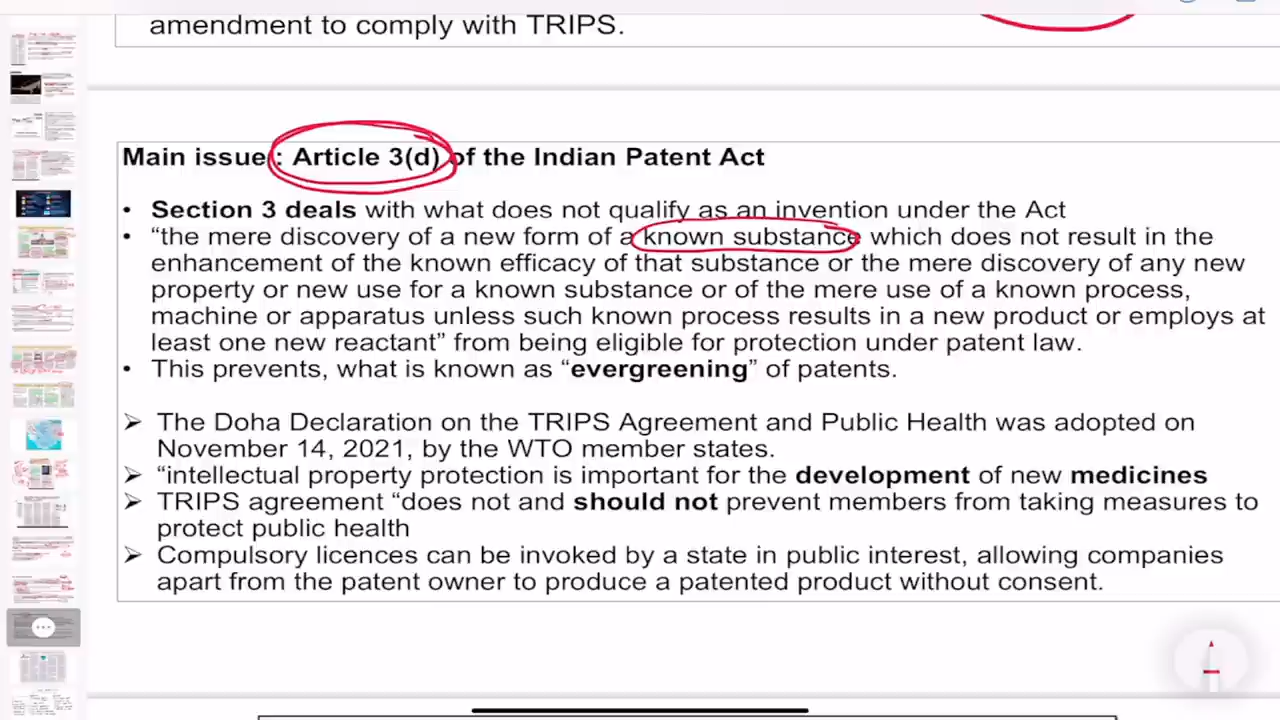 amendment to comply with TRIPS.
Main issue: Article 3(d) of the Indian Patent Act
• Section 3 deals with what does not qualify as an invention under the Act
• “the mere discovery of a new form of a known substance which does not result in the
enhancement of the known efficacy of that substance or the mere discovery of any new
property or new use for a known substance or of the mere use of a known process,
machine or apparatus unless such known process results in a new product or employs at
least one new reactant” from being eligible for protection under patent law.
• This prevents, what is known as “evergreening” of patents.
➢ The Doha Declaration on the TRIPS Agreement and Public Health was adopted on
November 14, 2021, by the WTO member states.
➢ “intellectual property protection is important for the development of new medicines
➢ TRIPS agreement “does not and should not prevent members from taking measures to
protect public health
➢ Compulsory licences can be invoked by a state in public interest, allowing companies
apart from the patent owner to produce a patented product without consent.